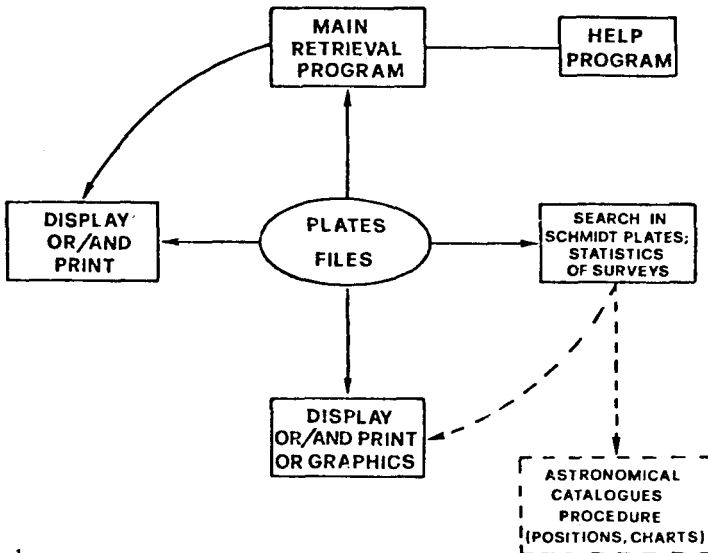 MAIN
RETRIEVAL
PROGRAM
HELP
PROGRAM
DISPLAY
OR/AND
PRINT
PLATES
FILES
SEARCH IN
SCHMIDT PLATES;
STATISTICS
OF SURVEYS
DISPLAY
OR/AND PRINT
OR GRAPHICS
ASTRONOMICAL
CATALOGUES
PROCEDURE
(POSITIONS, CHARTS)